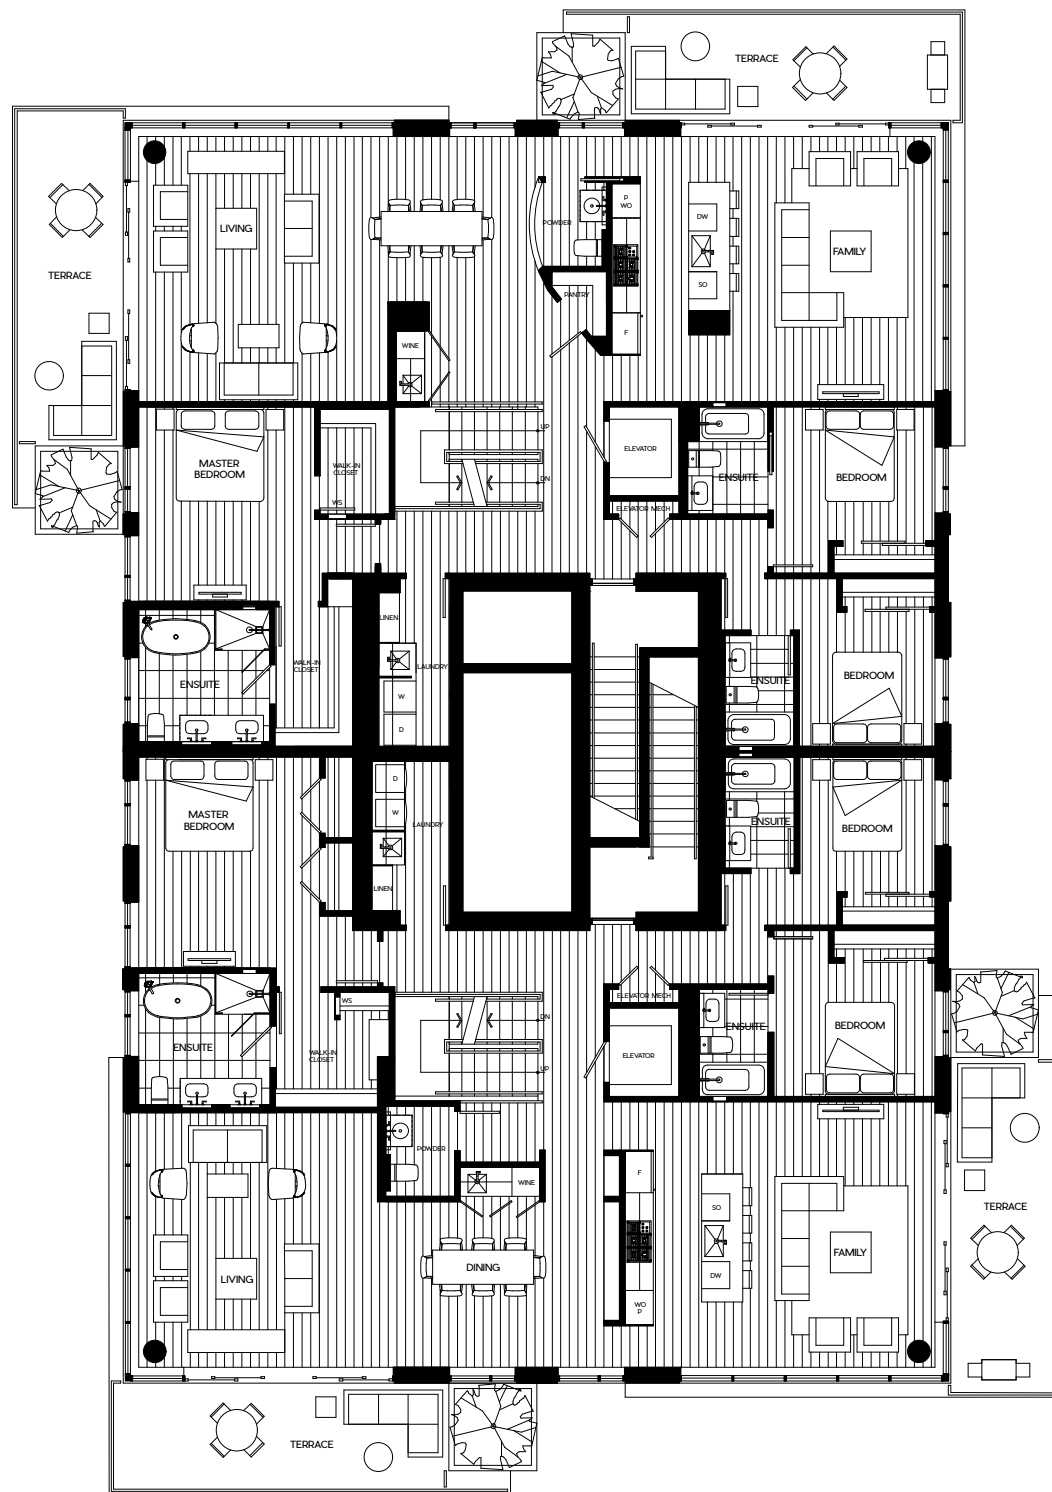 TERRACE
P
WO
DW
POWDER
LIVING
FAMILY
TERRACE
SO
PANTRY
F
WINE
UP
ELEVATOR
MASTER
BEDROOM
WALK-IN
CLOSET
ENSUITE
BEDROOM
DN
WS
ELEVATOR MECH
LINEN
WALK-IN
CLOSET
LAUNDRY
BEDROOM
ENSUITE
ENSUITE
W
D
D
MASTER
BEDROOM
W
LAUNDRY
ENSUITE
BEDROOM
LINEN
WS
ELEVATOR MECH
DN
ENSUITE
BEDROOM
ENSUITE
WALK-IN
CLOSET
ELEVATOR
UP
POWDER
F
WINE
SO
TERRACE
FAMILY
DINING
LIVING
DW
WO
P
TERRACE